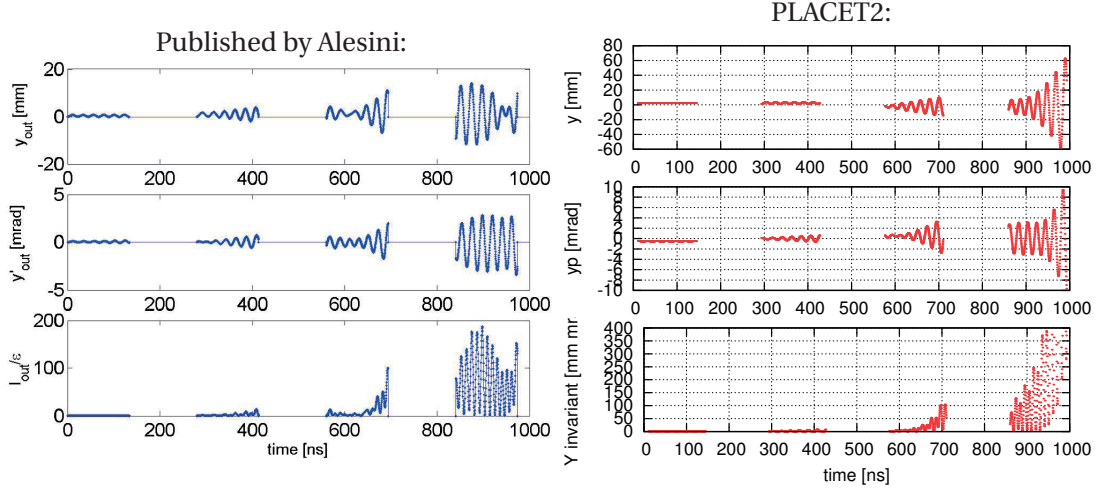 Published by Alesini:
20
0
-20
y_out [mm]
0 200 400 600 800 1000
5
0
-5
y'_out [mrad]
0 200 400 600 800 1000
200
100
0
I_out/ε
0 200 400 600 800 1000
time [ns]
PLACET2:
80
60
40
20
0
-20
-40
-60
y [mm]
0 100 200 300 400 500 600 700 800 900 1000
10
8
6
4
2
0
-2
-4
-6
-8
-10
yp [mrad]
0 100 200 300 400 500 600 700 800 900 1000
400
350
300
250
200
150
100
50
0
Y invariant [mm mr
0 100 200 300 400 500 600 700 800 900 1000
time [ns]